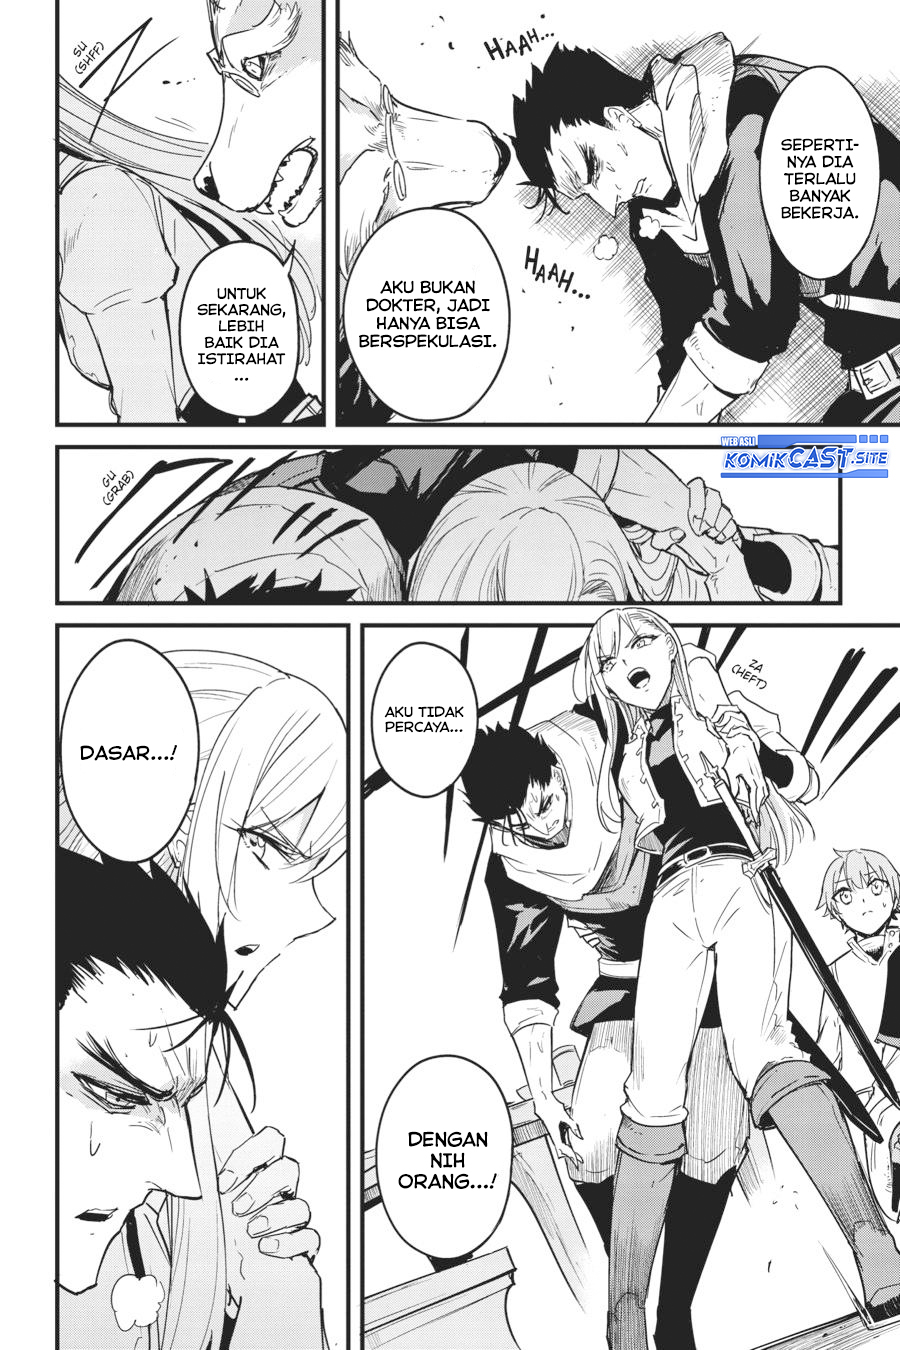 HAAH...
SEPERTI-
NYA DIA
TERLALU
BANYAK
BEKERJA.
HAAH...
AKU BUKAN
DOKTER, JADI
HANYA BISA
BERSPEKULASI.
SU
(SHFF)
UNTUK
SEKARANG,
LEBIH
BAIK DIA
ISTIRAHAT
...
WEB ASLI
KOMIKCAST.SITE
GU
(GRAB)
ZA
(HEFT)
AKU TIDAK
PERCAYA...
DENGAN
NIH
ORANG...!
DASAR...!